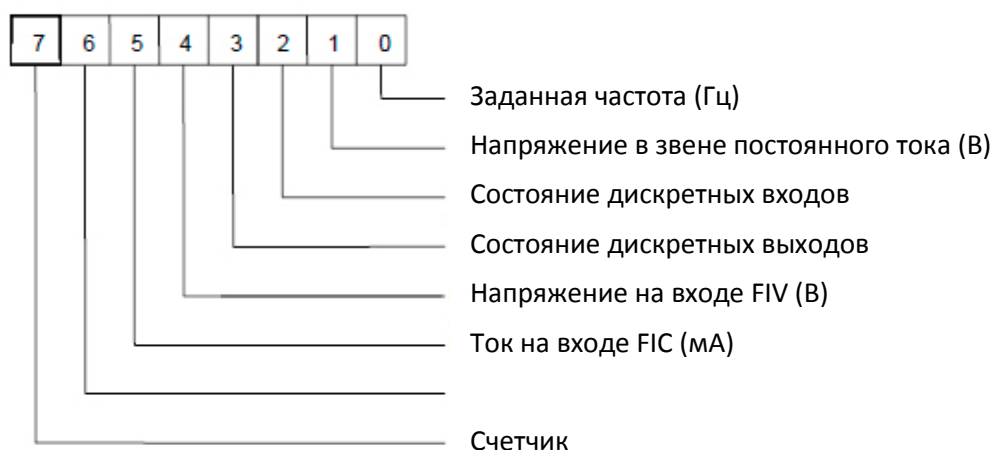 7 6 5 4 3 2 1 0
Заданная частота (Гц)
Напряжение в звене постоянного тока (В)
Состояние дискретных входов
Состояние дискретных выходов
Напряжение на входе FIV (В)
Ток на входе FIC (мА)
Счетчик